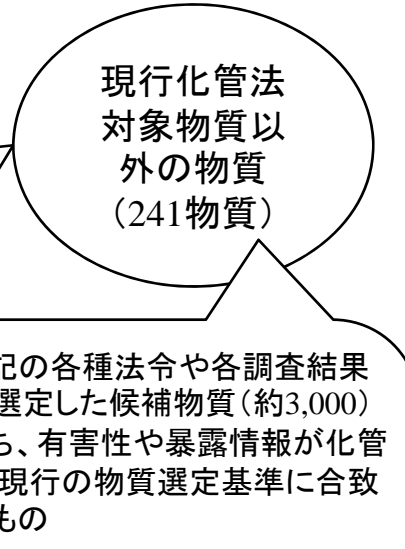 現行化管法
対象物質以
外の物質
（241物質）
記の各種法令や各調査結果
選定した候補物質（約3,000）
ち、有害性や暴露情報が化管
現行の物質選定基準に合致
もの